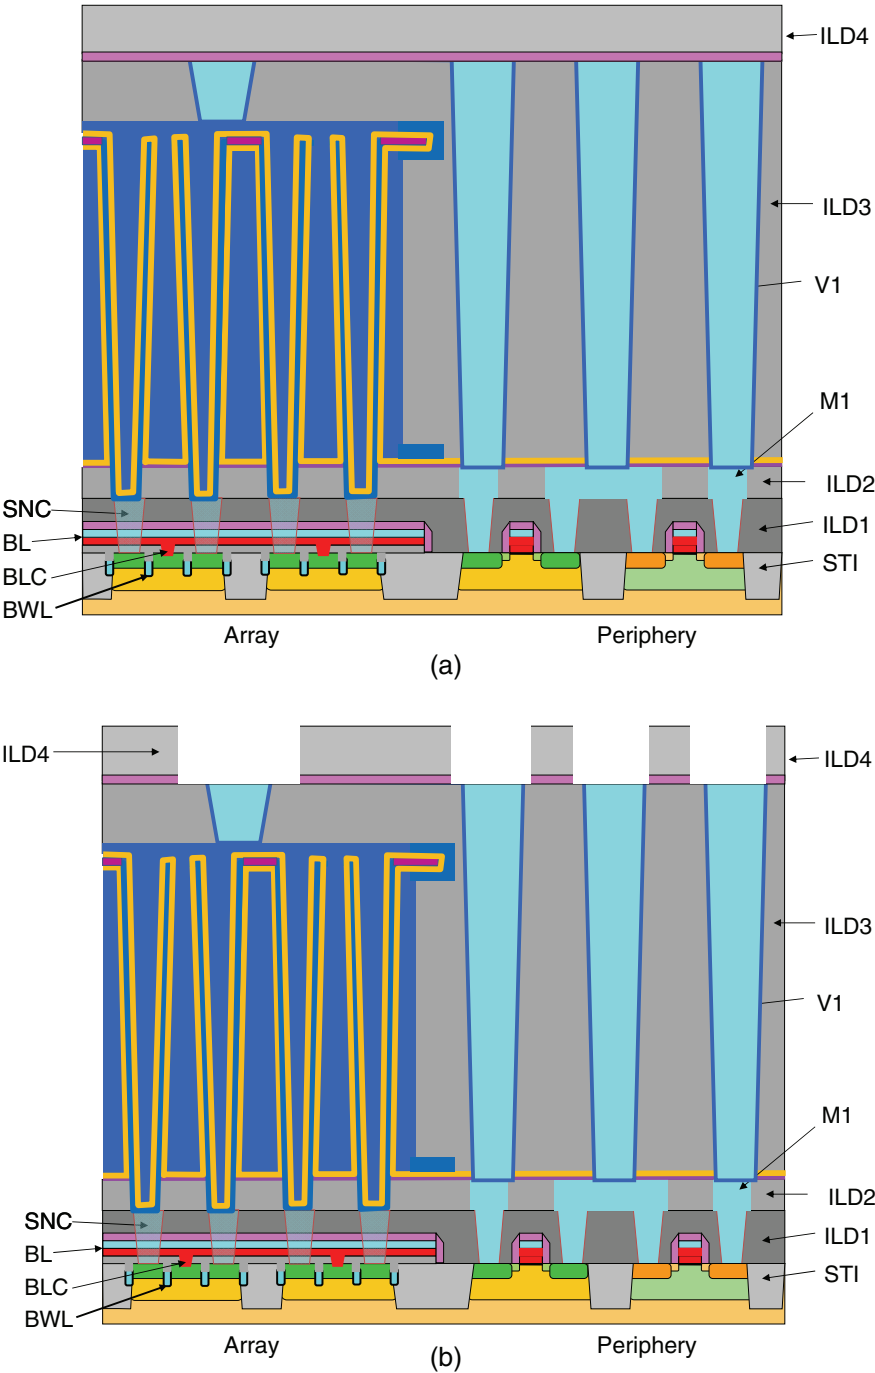 ILD4
ILD3
V1
M1
ILD2
SNC
ILD1
BL
STI
BLC
BWL
Array Periphery
(a)
ILD4 ILD4
ILD3
V1
M1
ILD2
SNC
ILD1
BL
STI
BLC
BWL
Array Periphery
(b)